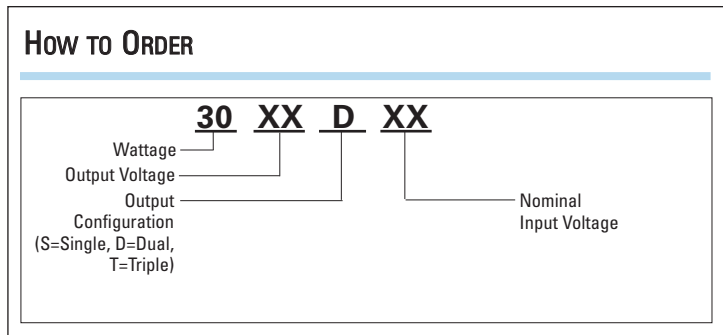 HOW TO ORDER
30 XX D XX
Wattage
Output Voltage
Output
Configuration
(S=Single, D=Dual,
T=Triple)
Nominal
Input Voltage